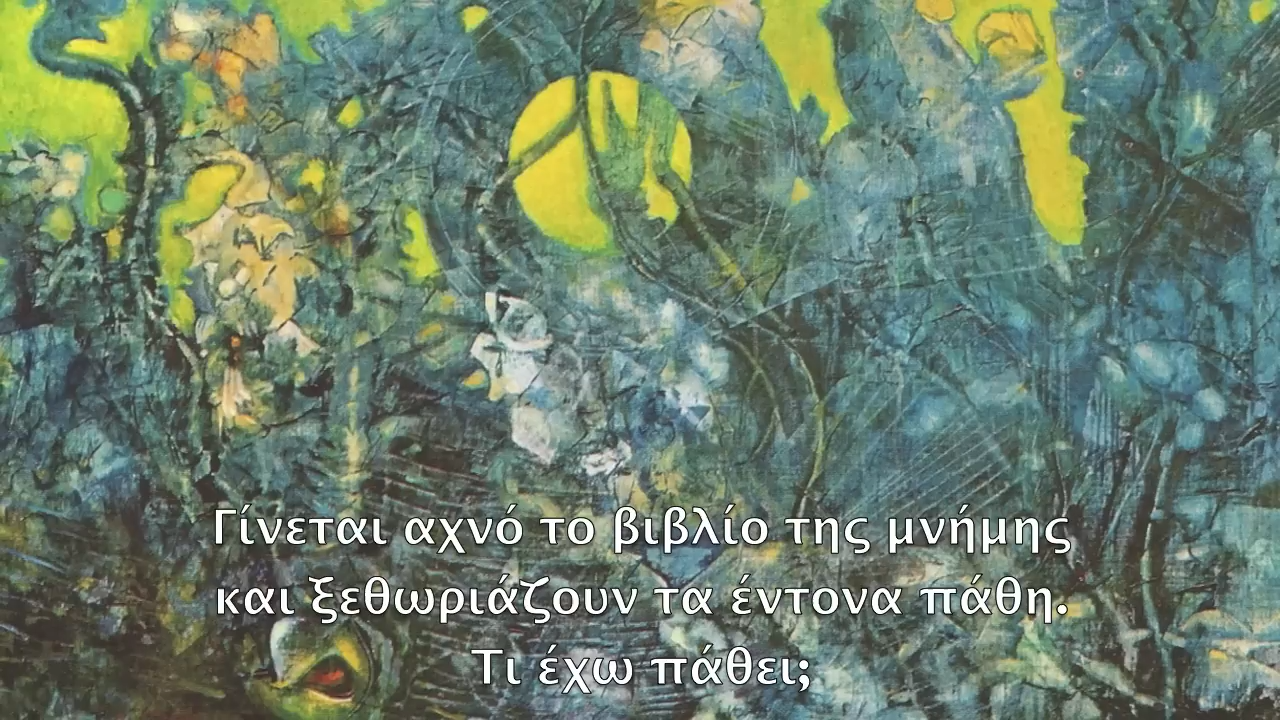 Γίνεται αχνό το βιβλίο της μνήμης
και ξεθωριάζουν τα έντονα πάθη.
Τι έχω πάθει;